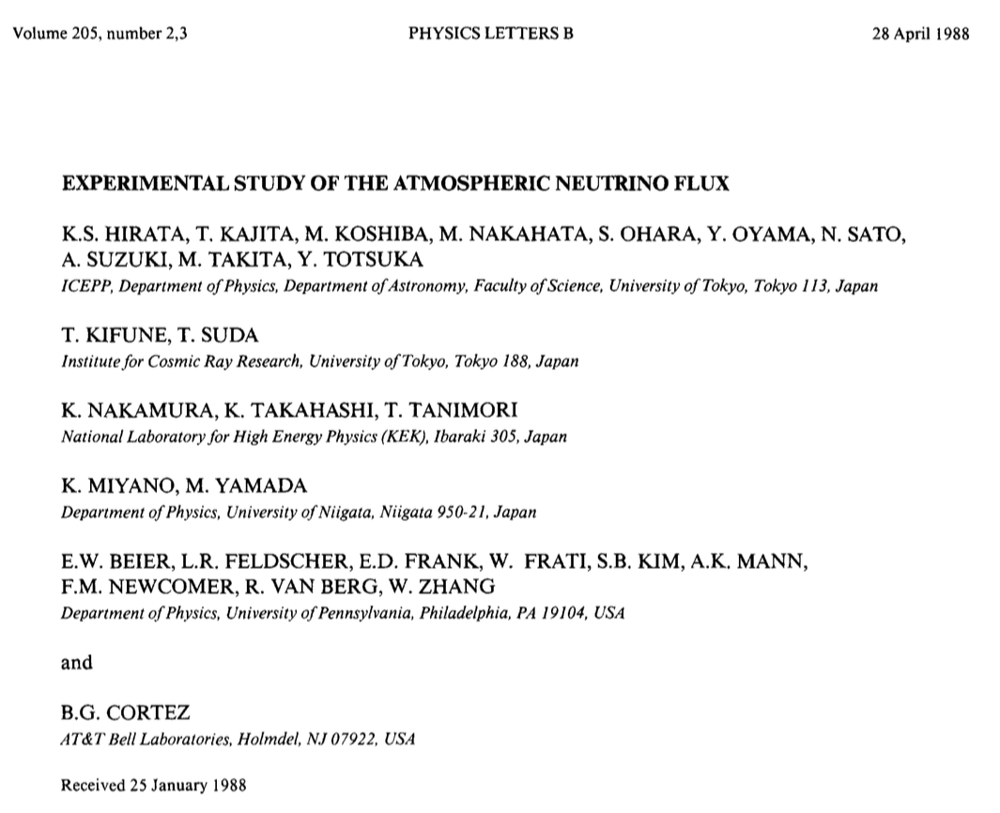 Volume 205, number 2,3 PHYSICS LETTERS B 28 April 1988
EXPERIMENTAL STUDY OF THE ATMOSPHERIC NEUTRINO FLUX
K.S. HIRATA, T. KAJITA, M. KOSHIBA, M. NAKAHATA, S. OHARA, Y. OYAMA, N. SATO,
A. SUZUKI, M. TAKITA, Y. TOTSUKA
ICEPP, Department of Physics, Department of Astronomy, Faculty of Science, University of Tokyo, Tokyo 113, Japan
T. KIFUNE, T. SUDA
Institute for Cosmic Ray Research, University of Tokyo, Tokyo 188, Japan
K. NAKAMURA, K. TAKAHASHI, T. TANIMORI
National Laboratory for High Energy Physics (KEK), Ibaraki 305, Japan
K. MIYANO, M. YAMADA
Department of Physics, University of Niigata, Niigata 950-21, Japan
E.W. BEIER, L.R. FELDSCHER, E.D. FRANK, W. FRATI, S.B. KIM, A.K. MANN,
F.M. NEWCOMER, R. VAN BERG, W. ZHANG
Department of Physics, University of Pennsylvania, Philadelphia, PA 19104, USA
and
B.G. CORTEZ
AT&T Bell Laboratories, Holmdel, NJ 07922, USA
Received 25 January 1988